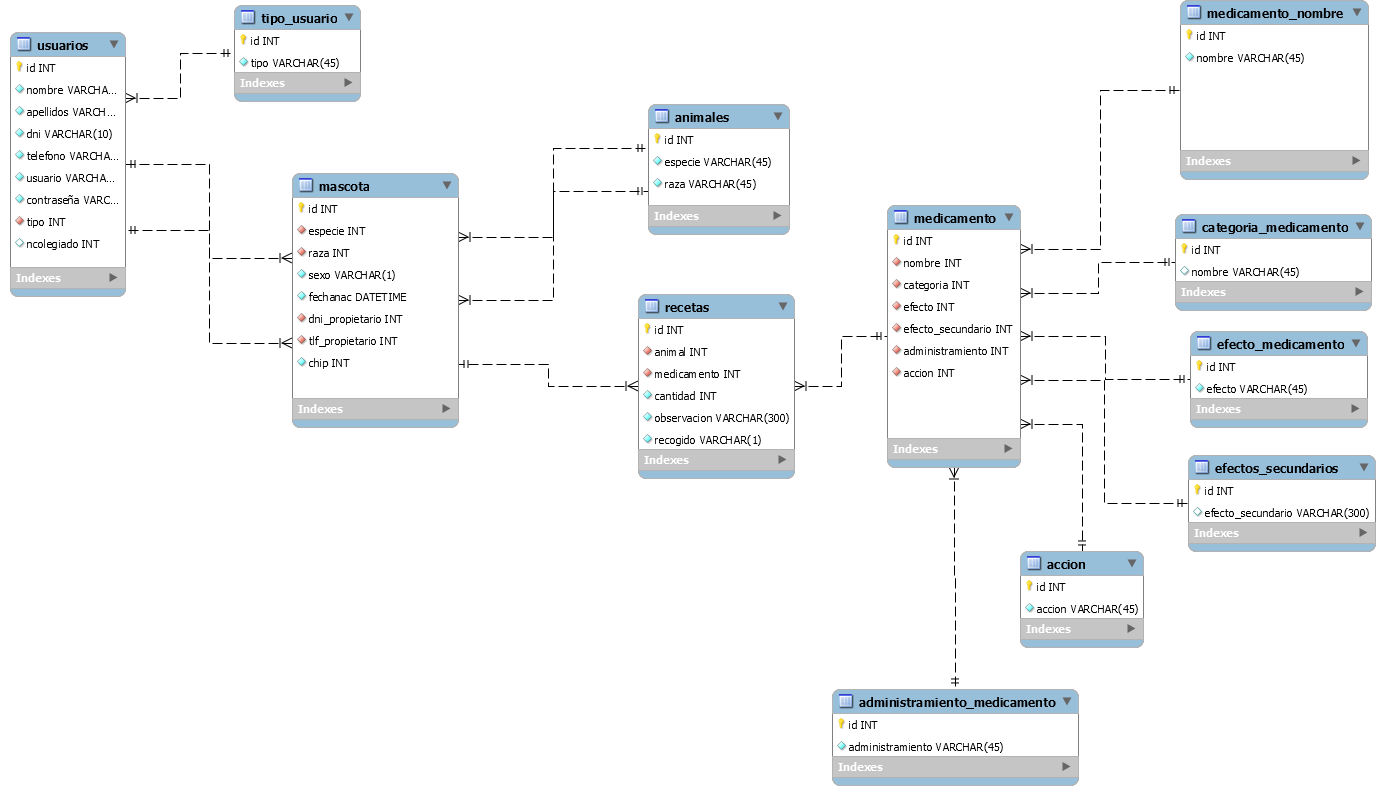 usuarios
id INT
nombre VARCHA...
apellidos VARCH...
dni VARCHAR(10)
telefono VARCHA...
usuario VARCHA...
contraseña VARC...
tipo INT
ncolegiado INT
Indexes
tipo_usuario
id INT
tipo VARCHAR(45)
Indexes
mascota
id INT
especie INT
raza INT
sexo VARCHAR(1)
fechanac DATETIME
dni_propietario INT
tlf_propietario INT
chip INT
Indexes
animales
id INT
especie VARCHAR(45)
raza VARCHAR(45)
Indexes
recetas
id INT
animal INT
medicamento INT
cantidad INT
observacion VARCHAR(300)
recogido VARCHAR(1)
Indexes
medicamento
id INT
nombre INT
categoria INT
efecto INT
efecto_secundario INT
administramiento INT
accion INT
Indexes
medicamento_nombre
id INT
nombre VARCHAR(45)
Indexes
categoria_medicamento
id INT
nombre VARCHAR(45)
Indexes
efecto_medicamento
id INT
efecto VARCHAR(45)
Indexes
efectos_secundarios
id INT
efecto_secundario VARCHAR(300)
Indexes
accion
id INT
accion VARCHAR(45)
Indexes
administramiento_medicamento
id INT
administramiento VARCHAR(45)
Indexes